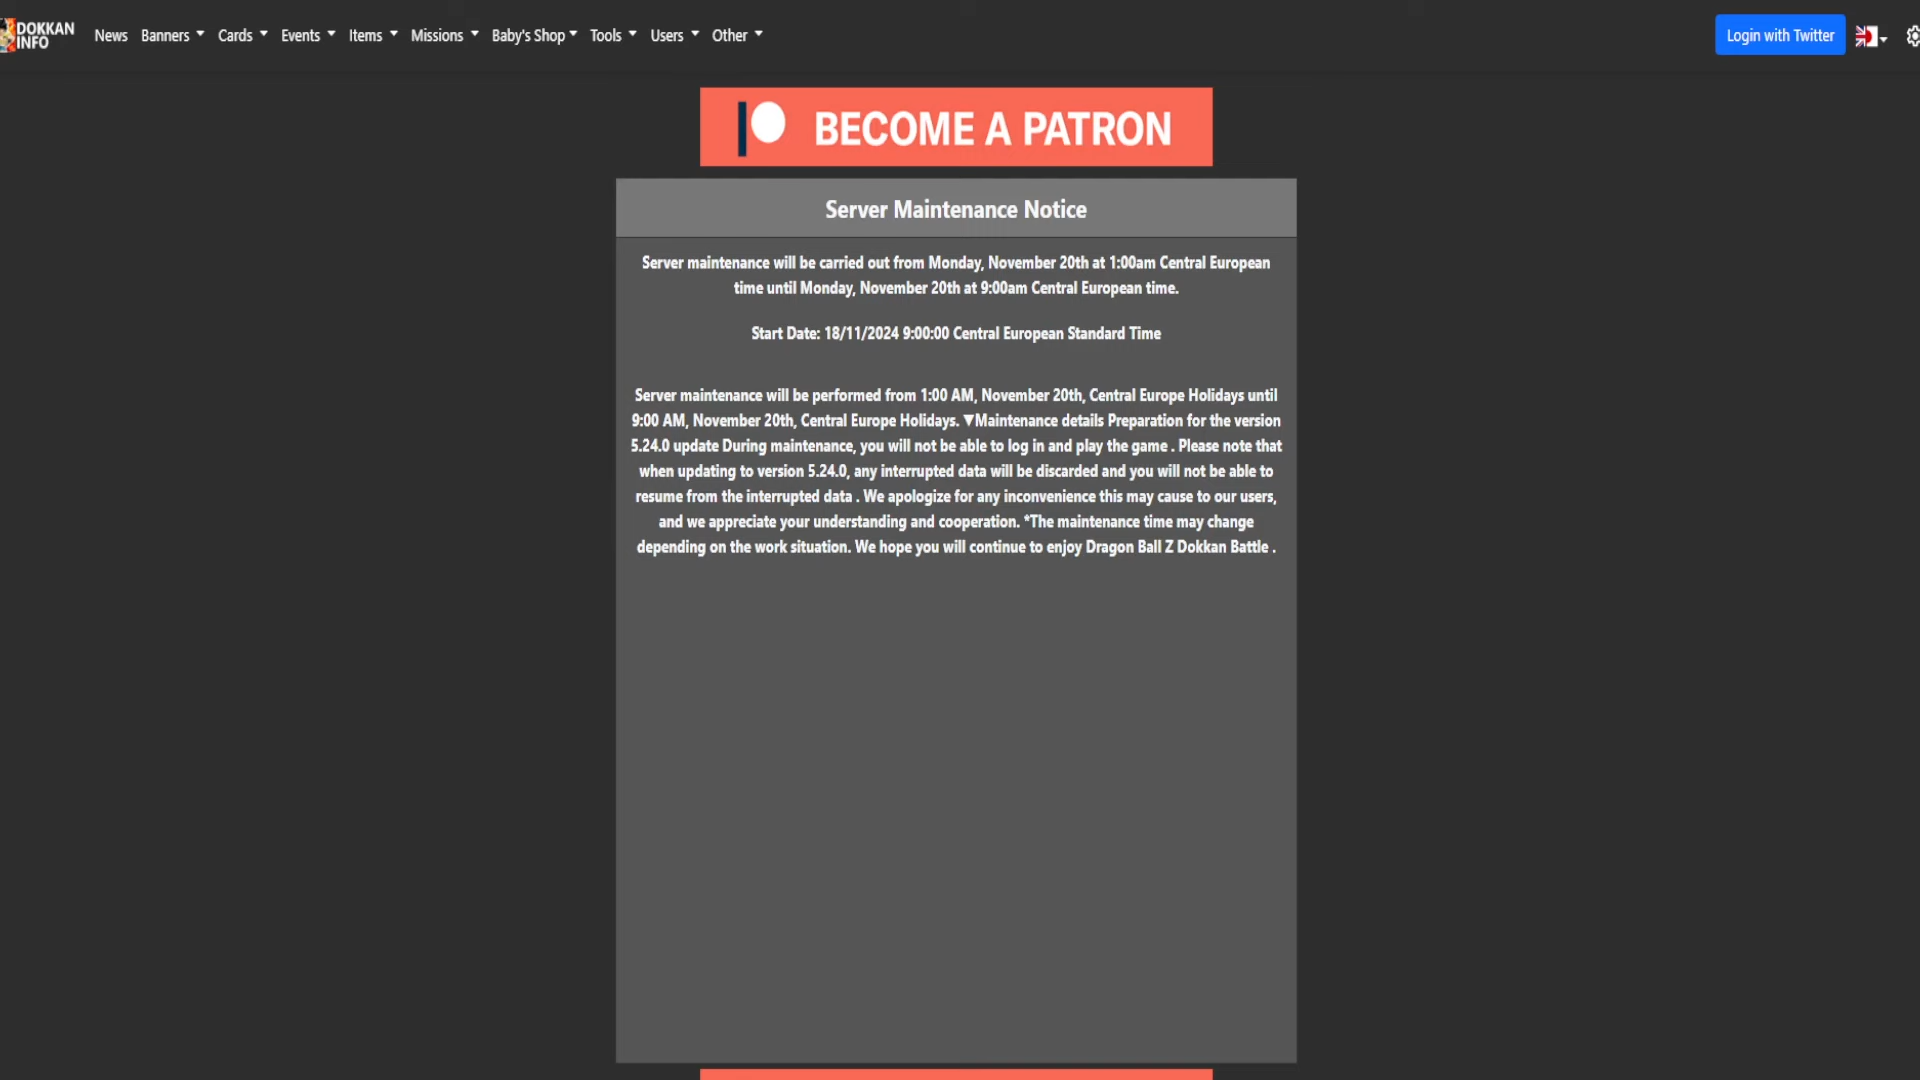 DOKKAN
INFO
News Banners Cards Events Items Missions Baby's Shop Tools Users Other
Login with Twitter
BECOME A PATRON
Server Maintenance Notice
Server maintenance will be carried out from Monday, November 20th at 1:00am Central European
time until Monday, November 20th at 9:00am Central European time.
Start Date: 18/11/2024 9:00:00 Central European Standard Time
Server maintenance will be performed from 1:00 AM, November 20th, Central Europe Holidays until
9:00 AM, November 20th, Central Europe Holidays. ▼Maintenance details Preparation for the version
5.24.0 update During maintenance, you will not be able to log in and play the game . Please note that
when updating to version 5.24.0, any interrupted data will be discarded and you will not be able to
resume from the interrupted data . We apologize for any inconvenience this may cause to our users,
and we appreciate your understanding and cooperation. *The maintenance time may change
depending on the work situation. We hope you will continue to enjoy Dragon Ball Z Dokkan Battle .